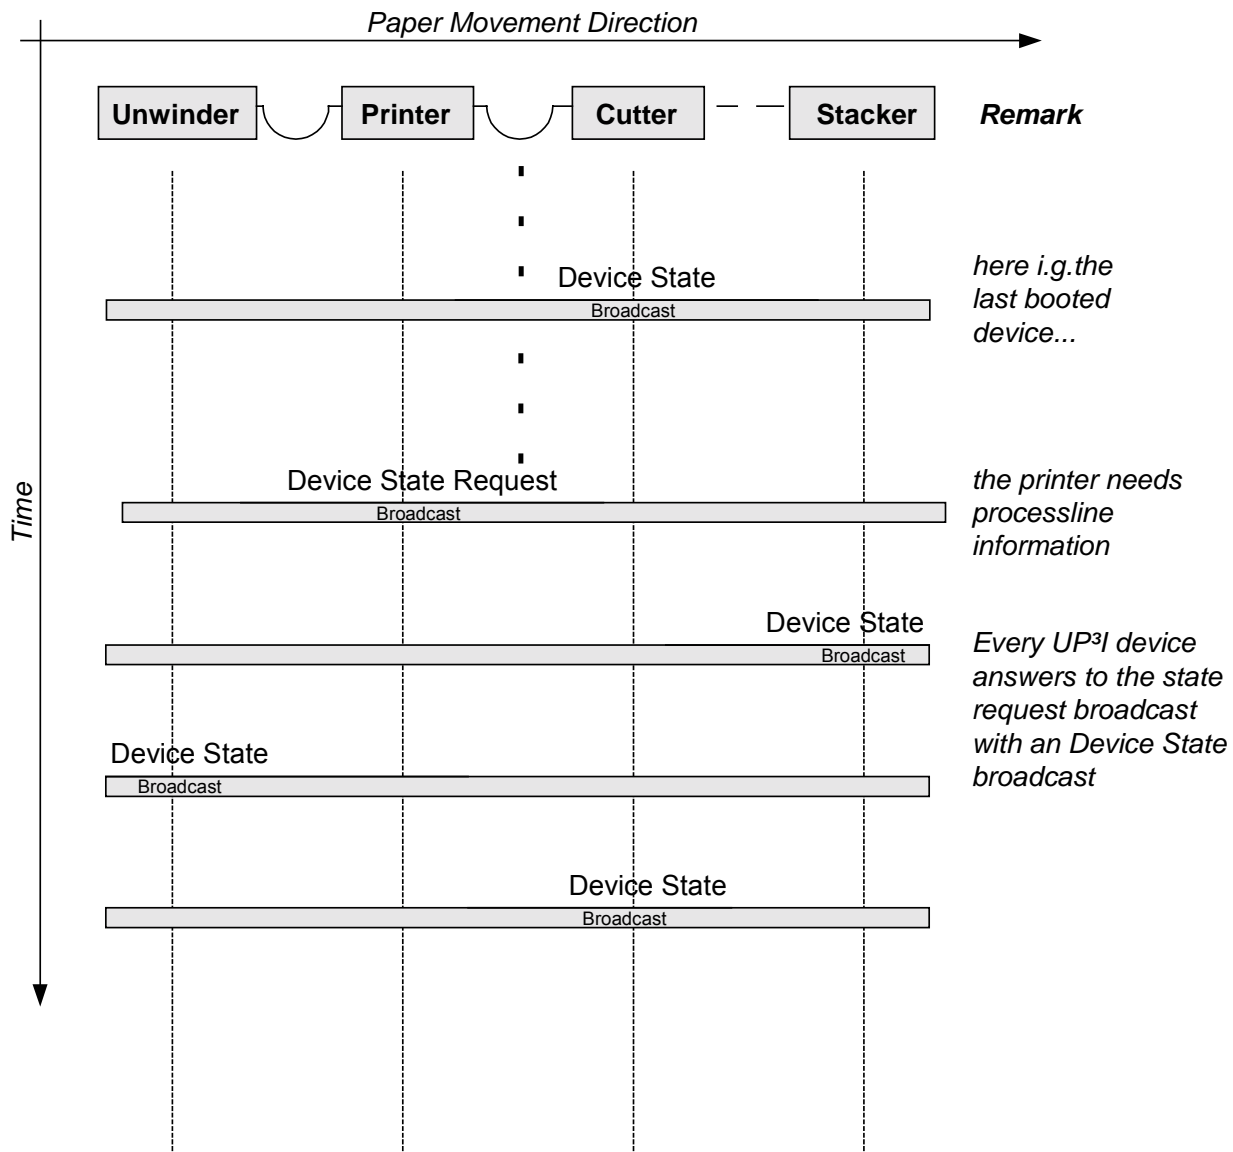 Paper Movement Direction
Unwinder
Printer
Cutter
Stacker
Remark
Device State
Broadcast
here i.g.the
last booted
device...
Time
Device State Request
Broadcast
the printer needs
processline
information
Device State
Broadcast
Every UP³I device
answers to the state
request broadcast
with an Device State
broadcast
Device State
Broadcast
Device State
Broadcast